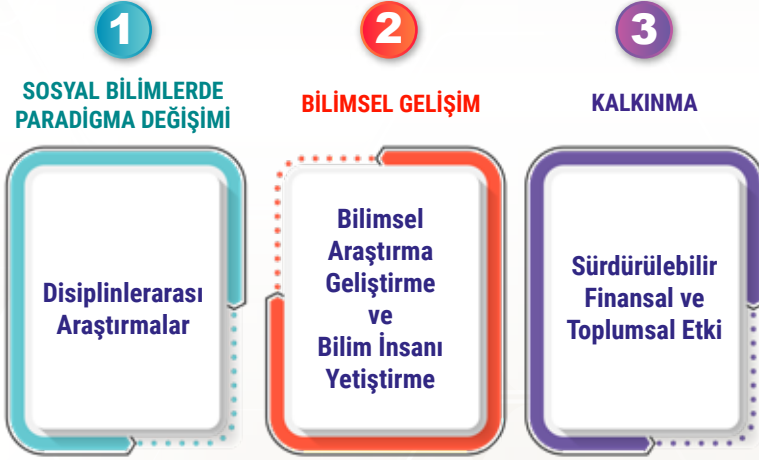 1
SOSYAL BİLİMLERDE
PARADİGMA DEĞİŞİMİ
Disiplinlerarası
Araştırmalar
2
BİLİMSEL GELİŞİM
Bilimsel
Araştırma
Geliştirme
ve
Bilim İnsanı
Yetiştirme
3
KALKINMA
Sürdürülebilir
Finansal ve
Toplumsal Etki